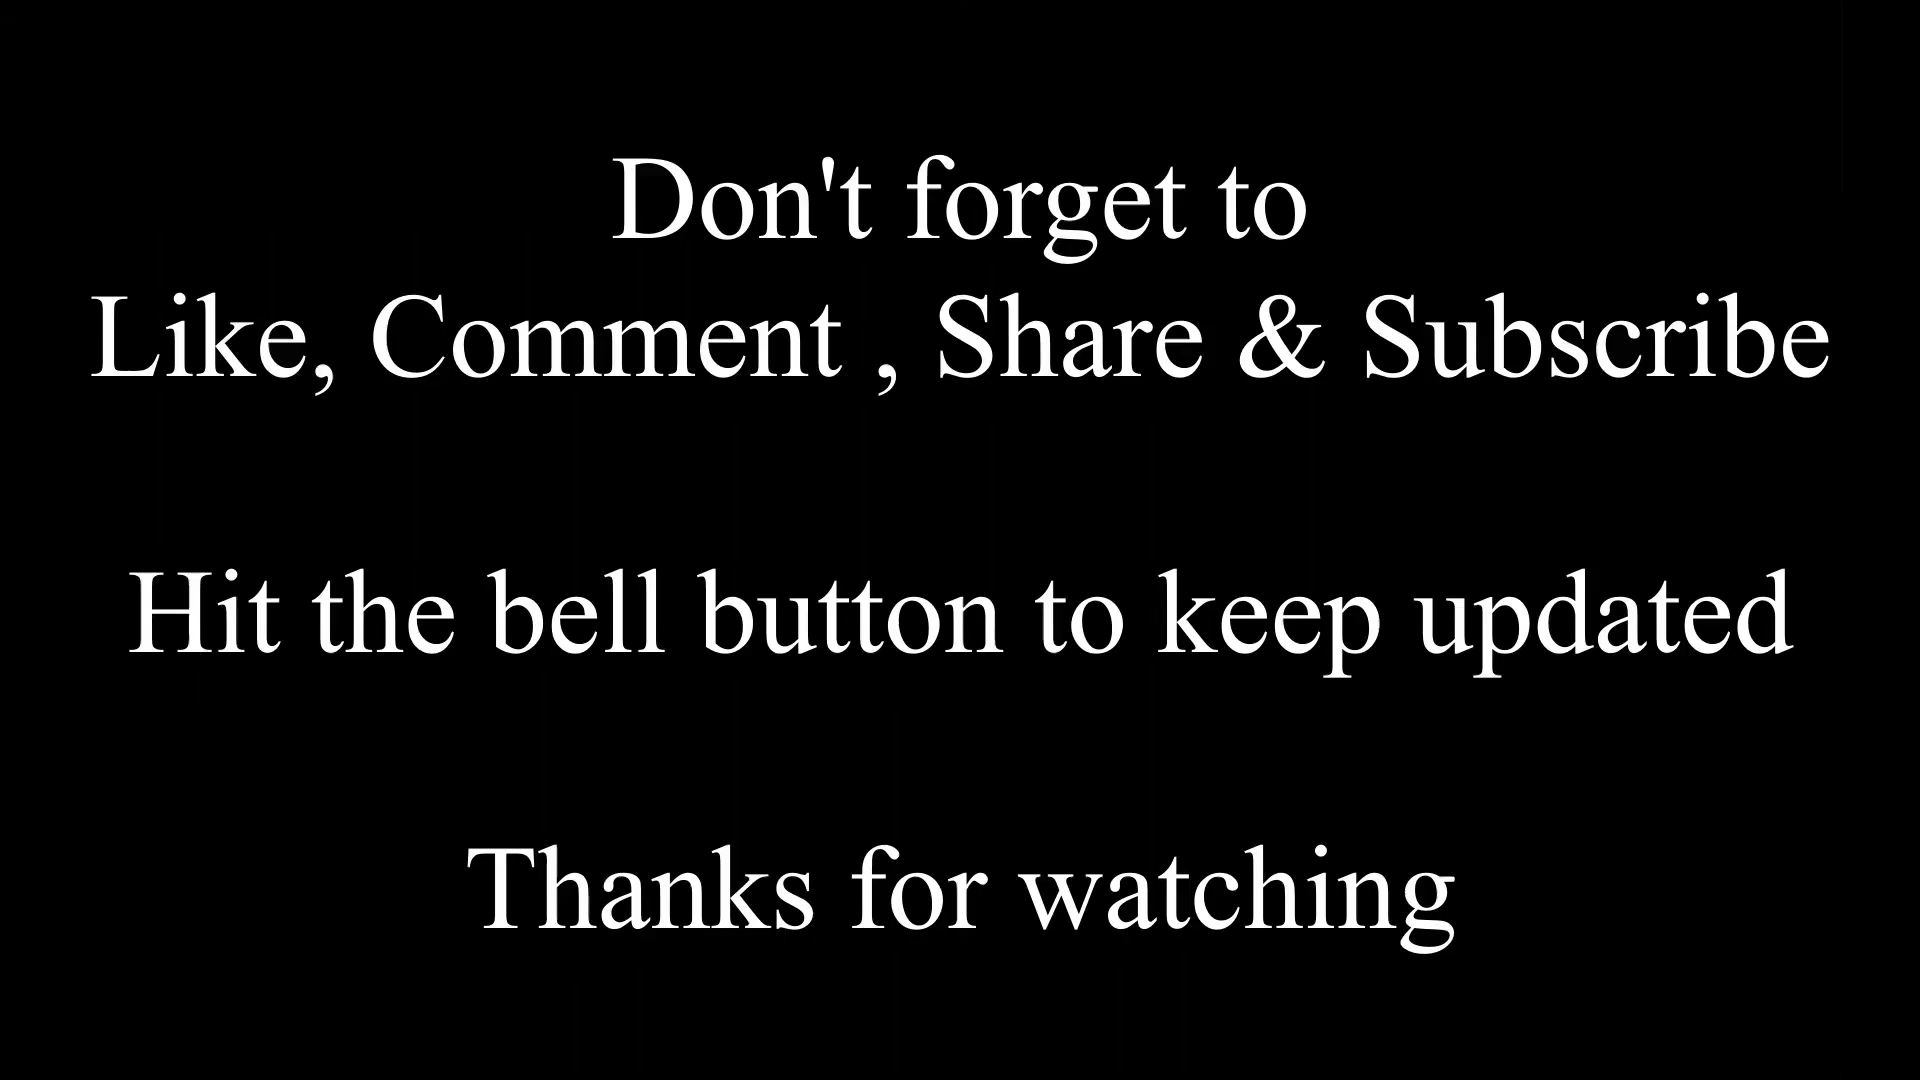 Don't forget to
Like, Comment , Share & Subscribe
Hit the bell button to keep updated
Thanks for watching